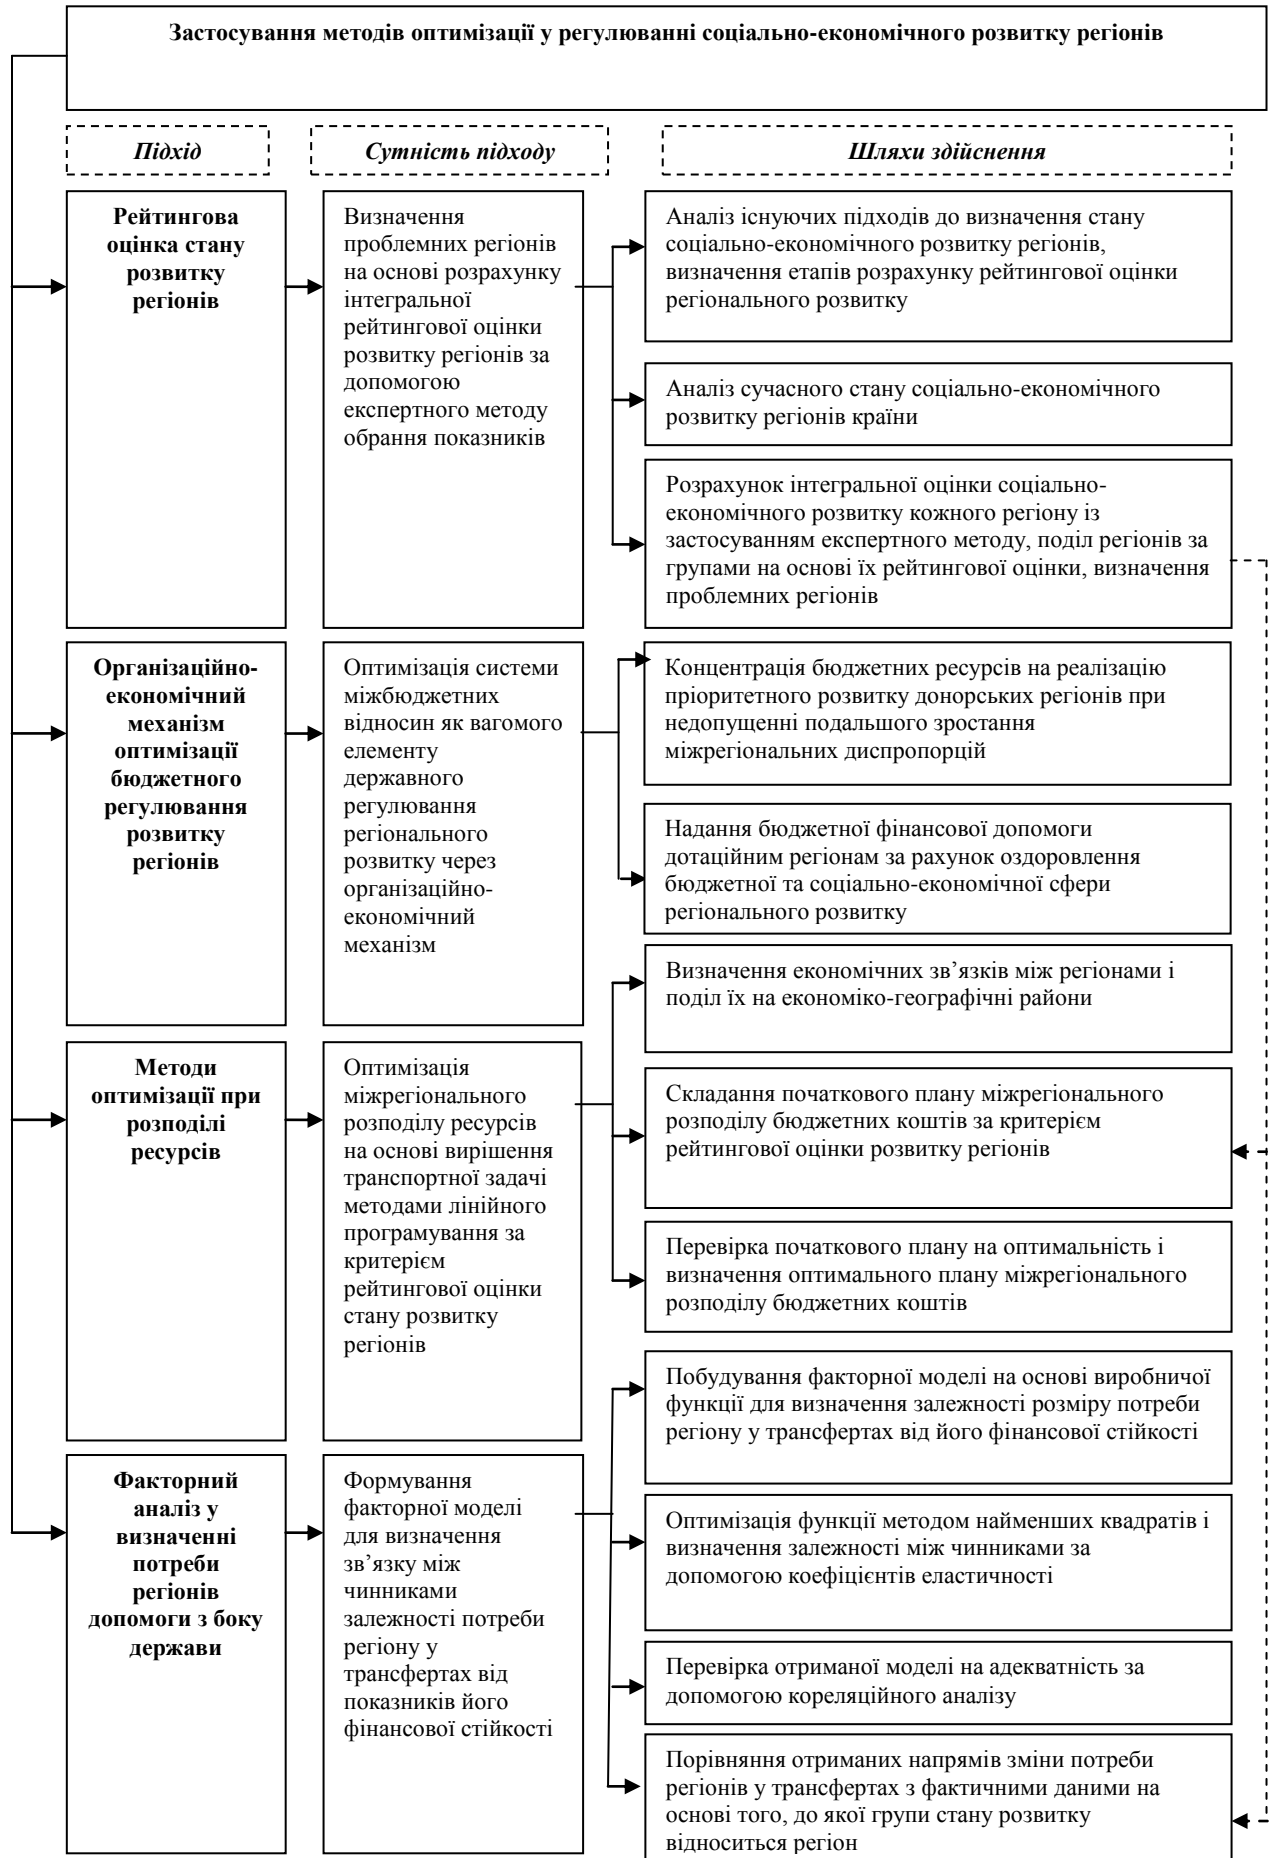 Застосування методів оптимізації у регулюванні соціально-економічного розвитку регіонів
Підхід
Сутність підходу
Шляхи здійснення
Рейтингова
оцінка стану
розвитку
регіонів
Визначення
проблемних регіонів
на основі розрахунку
інтегральної
рейтингової оцінки
розвитку регіонів за
допомогою
експертного методу
обрання показників
Аналіз існуючих підходів до визначення стану
соціально-економічного розвитку регіонів,
визначення етапів розрахунку рейтингової оцінки
регіонального розвитку
Аналіз сучасного стану соціально-економічного
розвитку регіонів країни
Розрахунок інтегральної оцінки соціально-
економічного розвитку кожного регіону із
застосуванням експертного методу, поділ регіонів за
групами на основі їх рейтингової оцінки, визначення
проблемних регіонів
Організаційно-
економічний
механізм
оптимізації
бюджетного
регулювання
розвитку
регіонів
Оптимізація системи
міжбюджетних
відносин як вагомого
елементу
державного
регулювання
регіонального
розвитку через
організаційно-
економічний
механізм
Концентрація бюджетних ресурсів на реалізацію
пріоритетного розвитку донорських регіонів при
недопущенні подальшого зростання
міжрегіональних диспропорцій
Надання бюджетної фінансової допомоги
дотаційним регіонам за рахунок оздоровлення
бюджетної та соціально-економічної сфери
регіонального розвитку
Методи
оптимізації при
розподілі
ресурсів
Оптимізація
міжрегіонального
розподілу ресурсів
на основі вирішення
транспортної задачі
методами лінійного
програмування за
критерієм
рейтингової оцінки
стану розвитку
регіонів
Визначення економічних зв’язків між регіонами і
поділ їх на економіко-географічні райони
Складання початкового плану міжрегіонального
розподілу бюджетних коштів за критерієм
рейтингової оцінки розвитку регіонів
Перевірка початкового плану на оптимальність і
визначення оптимального плану міжрегіонального
розподілу бюджетних коштів
Факторний
аналіз у
визначенні
потреби
регіонів
допомоги з боку
держави
Формування
факторної моделі
для визначення
зв’язку між
чинниками
залежності потреби
регіону у
трансфертах від
показників його
фінансової стійкості
Побудування факторної моделі на основі виробничої
функції для визначення залежності розміру потреби
регіону у трансфертах від його фінансової стійкості
Оптимізація функції методом найменших квадратів і
визначення залежності між чинниками за
допомогою коефіцієнтів еластичності
Перевірка отриманої моделі на адекватність за
допомогою кореляційного аналізу
Порівняння отриманих напрямів зміни потреби
регіонів у трансфертах з фактичними даними на
основі того, до якої групи стану розвитку
відноситься регіон